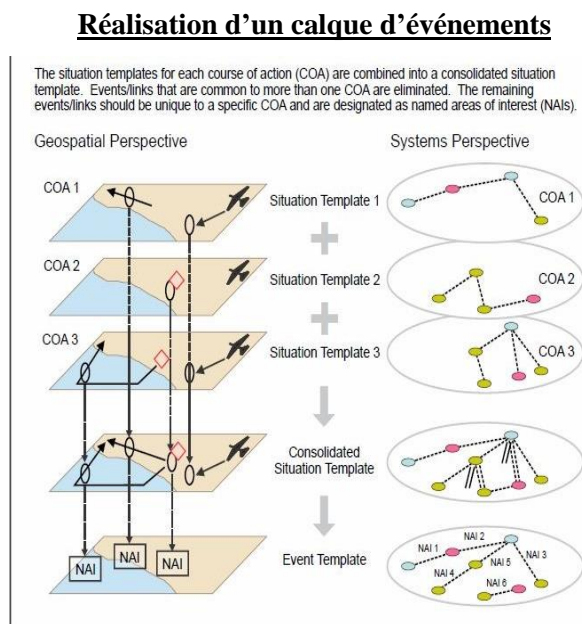 Réalisation d'un calque d'événements
The situation templates for each course of action (COA) are combined into a consolidated situation
template. Events/links that are common to more than one COA are eliminated. The remaining
events/links should be unique to a specific COA and are designated as named areas of interest (NAIs).
Geospatial Perspective
Systems Perspective
COA 1
Situation Template 1
COA 1
COA 2
Situation Template 2
COA 2
COA 3
Situation Template 3
COA 3
Consolidated
Situation Template
Event Template
NAI
NAI
NAI
NAI 1
NAI 2
NAI 3
NAI 4
NAI 5
NAI 6